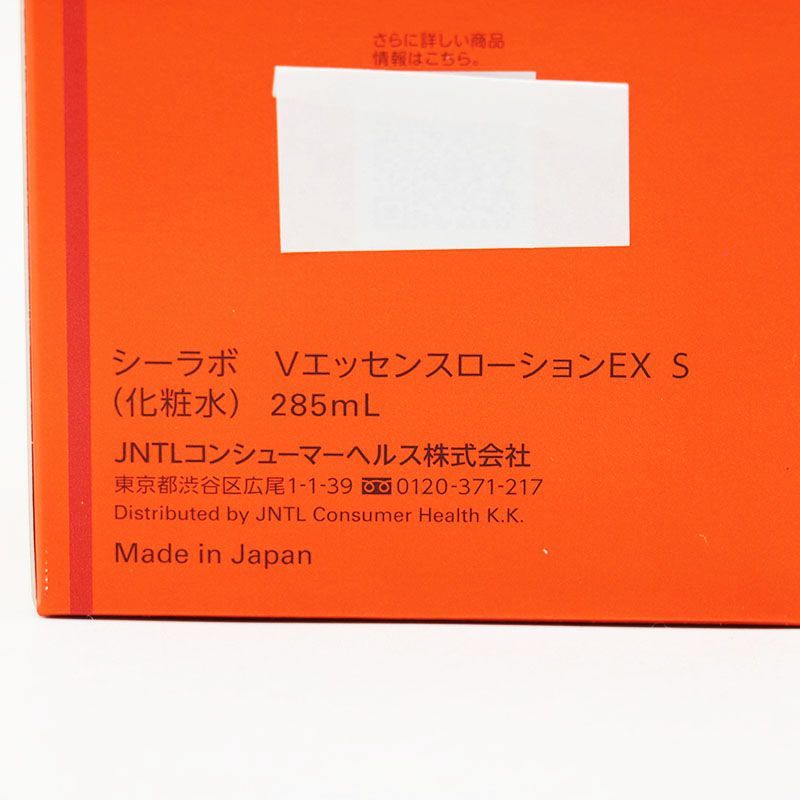 さらに詳しい商品
情報はこちら。
シーラボ　VエッセンスローションEX S
（化粧水） 285mL
JNTLコンシューマーヘルス株式会社
東京都渋谷区広尾1-1-39 0120-371-217
Distributed by JNTL Consumer Health K.K.
Made in Japan